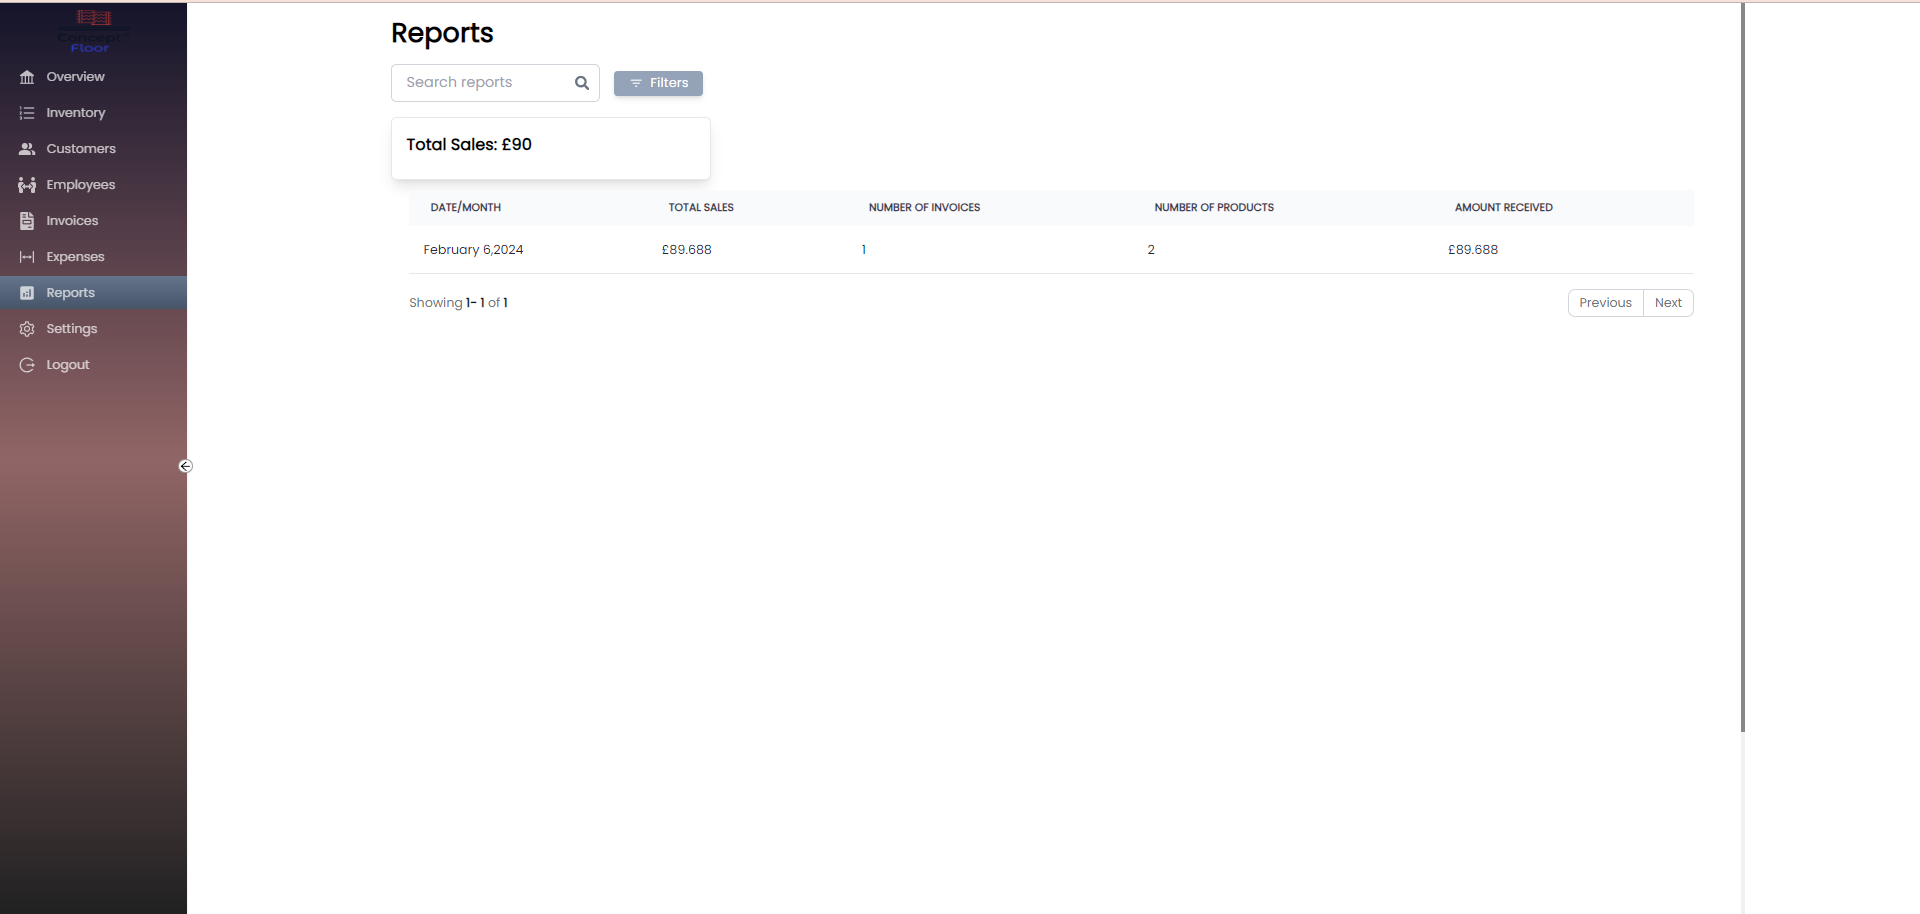 Concept
Floor
Overview
Inventory
Customers
Employees
Invoices
Expenses
Reports
Settings
Logout
Reports
Search reports
Filters
Total Sales: £90
DATE/MONTH TOTAL SALES NUMBER OF INVOICES NUMBER OF PRODUCTS AMOUNT RECEIVED
February 6,2024 £89.688 1 2 £89.688
Showing 1- 1 of 1
Previous Next